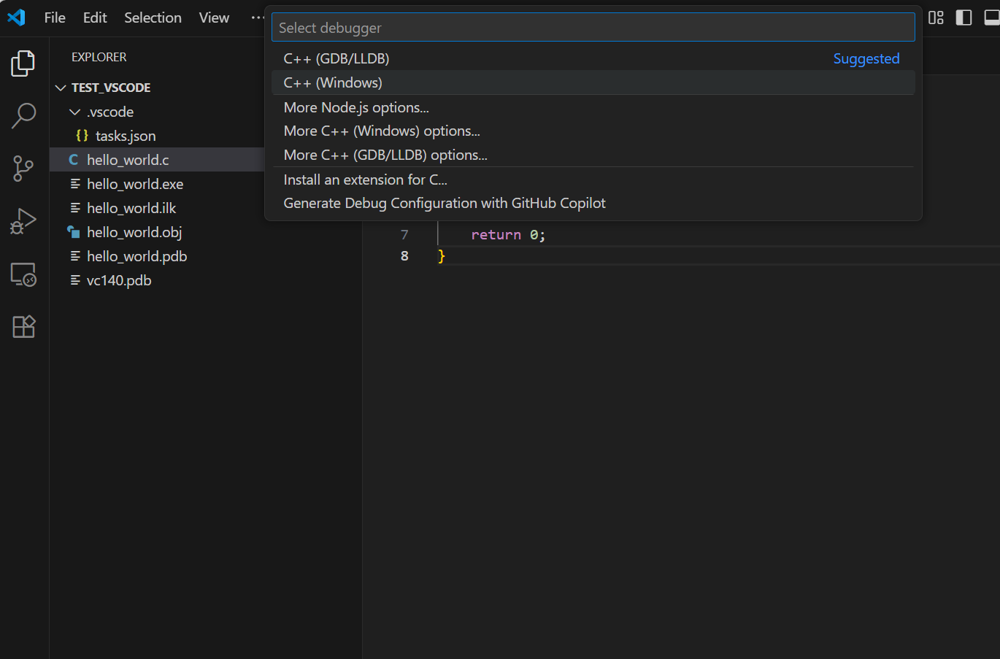 File Edit Selection View ...
Select debugger
C++ (GDB/LLDB) Suggested
C++ (Windows)
More Node.js options...
More C++ (Windows) options...
More C++ (GDB/LLDB) options...
Install an extension for C...
Generate Debug Configuration with GitHub Copilot
EXPLORER
TEST_VSCODE
.vscode
{} tasks.json
C hello_world.c
hello_world.exe
hello_world.ilk
hello_world.obj
hello_world.pdb
vc140.pdb
7 return 0;
8 }